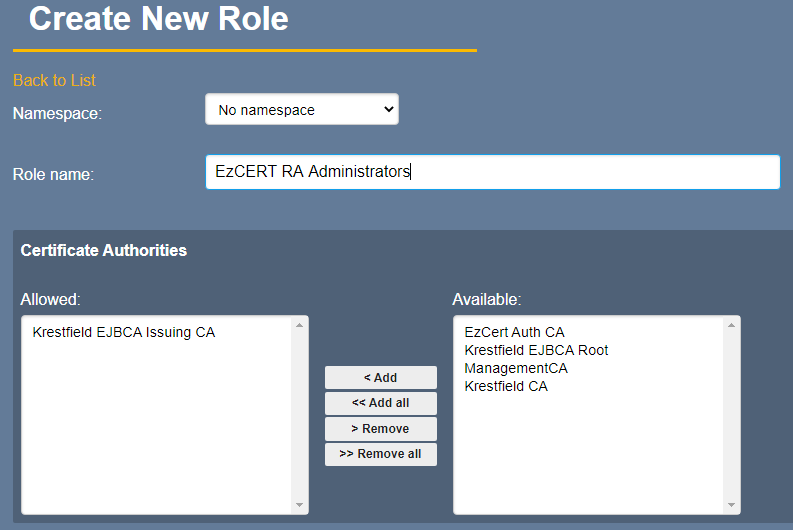 Create New Role
Back to List
Namespace:
No namespace
Role name:
EzCERT RA Administrators
Certificate Authorities
Allowed:
Available:
Krestfield EJBCA Issuing CA
< Add
<< Add all
> Remove
>> Remove all
EzCert Auth CA
Krestfield EJBCA Root
ManagementCA
Krestfield CA